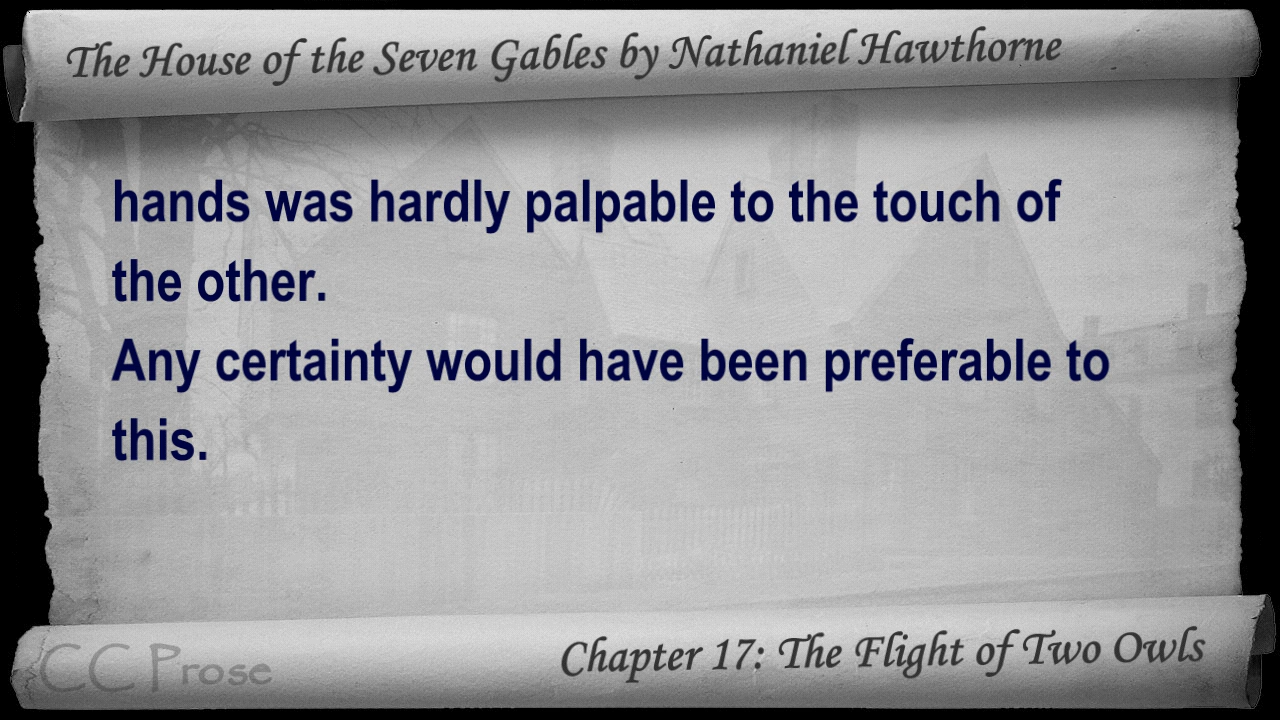 The House of the Seven Gables by Nathaniel Hawthorne
hands was hardly palpable to the touch of
the other.
Any certainty would have been preferable to
this.
CC Prose
Chapter 17: The Flight of Two Owls